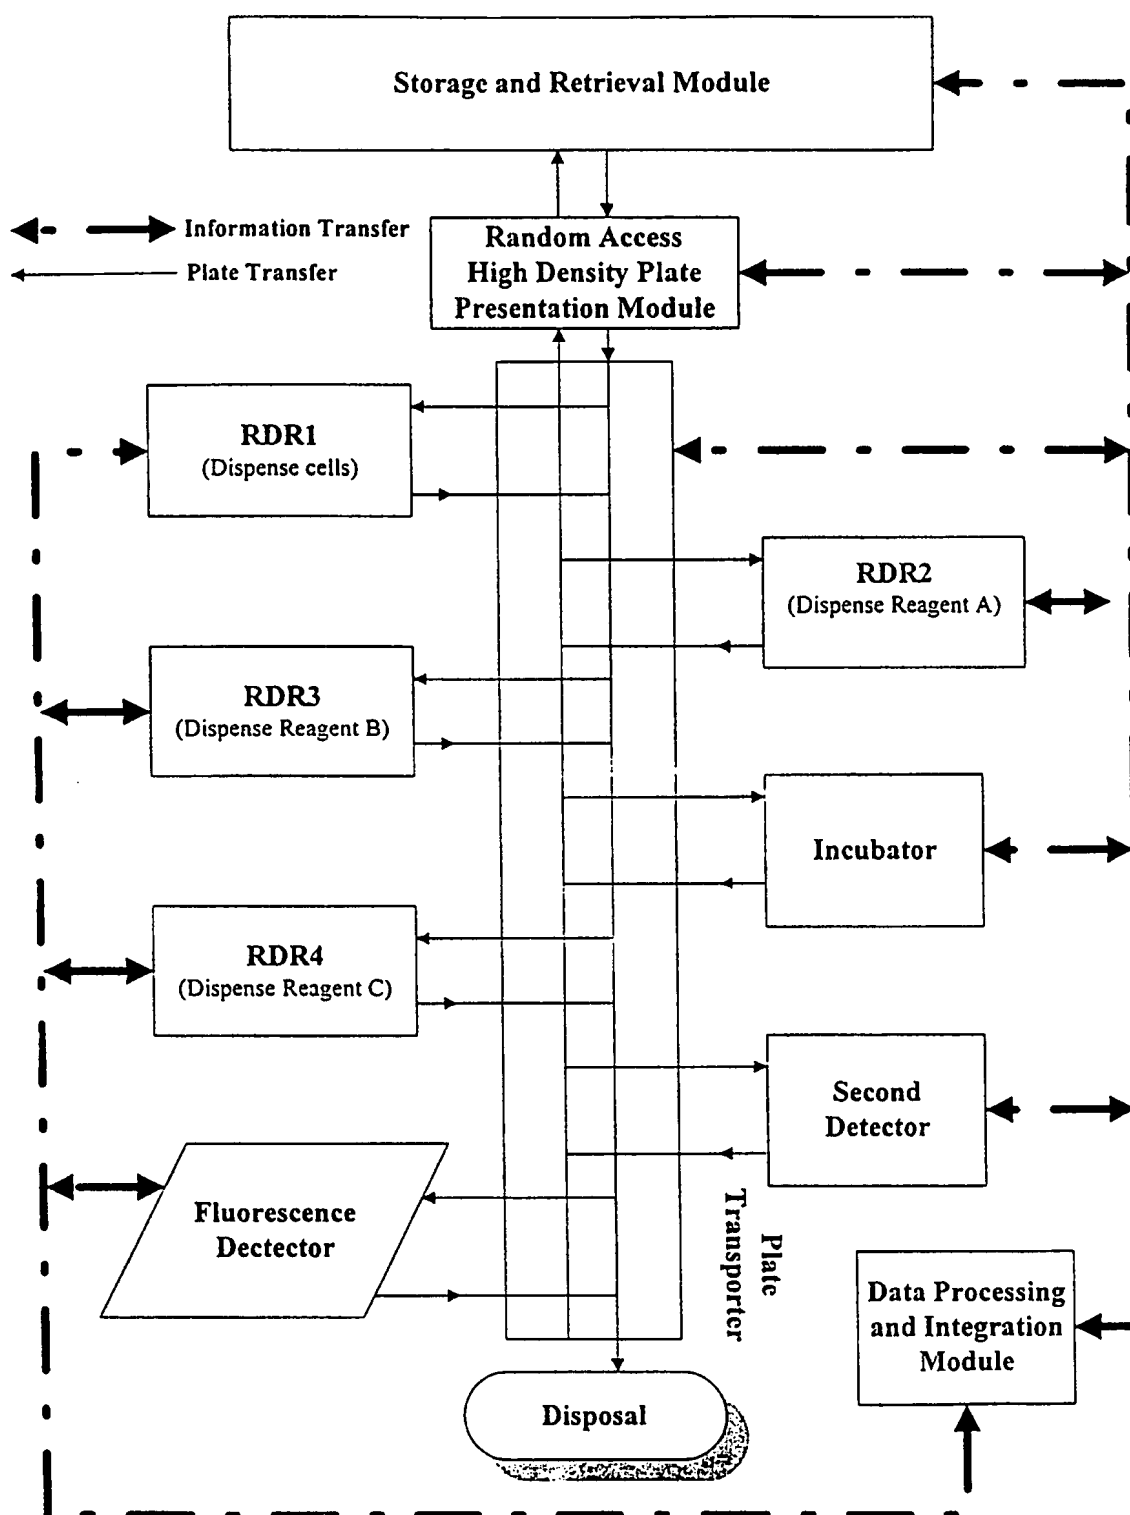 Storage and Retrieval Module
Information Transfer
Plate Transfer
Random Access
High Density Plate
Presentation Module
RDR1
(Dispense cells)
RDR2
(Dispense Reagent A)
RDR3
(Dispense Reagent B)
Incubator
RDR4
(Dispense Reagent C)
Second
Detector
Fluorescence
Dectector
Plate
Transporter
Data Processing
and Integration
Module
Disposal